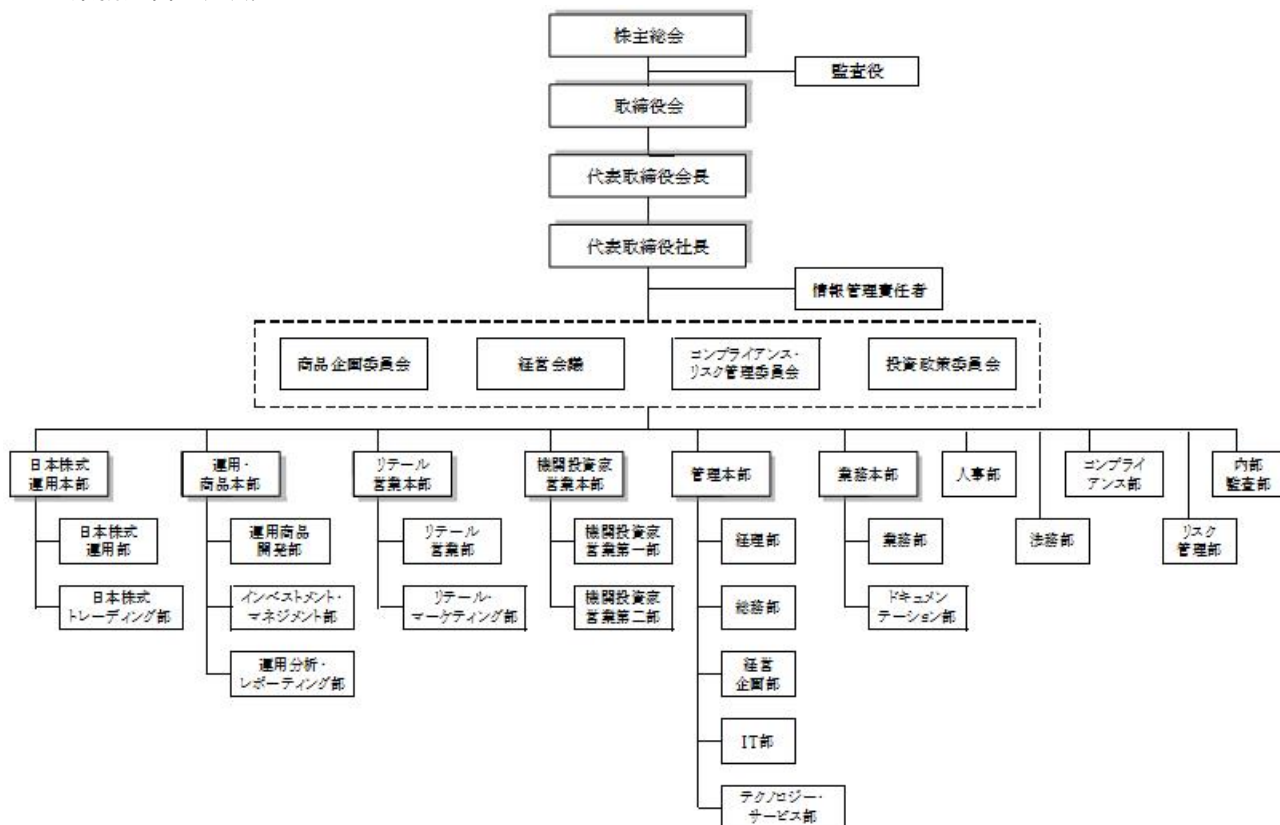 株主総会
監査役
取締役会
代表取締役会長
代表取締役社長
情報管理責任者
商品企画委員会
経営会議
コンプライアンス・
リスク管理委員会
投資政策委員会
日本株式
運用本部
運用・
商品本部
リテール
営業本部
機関投資家
営業本部
管理本部
業務本部
人事部
コンプライ
アンス部
内部
監査部
日本株式
運用部
運用商品
開発部
リテール
営業部
機関投資家
営業第一部
経理部
業務部
法務部
リスク
管理部
日本株式
トレーディング部
インベストメント・
マネジメント部
リテール・
マーケティング部
機関投資家
営業第二部
総務部
ドキュメン
テーション部
運用分析・
レポーティング部
経営
企画部
IT部
テクノロジー・
サービス部